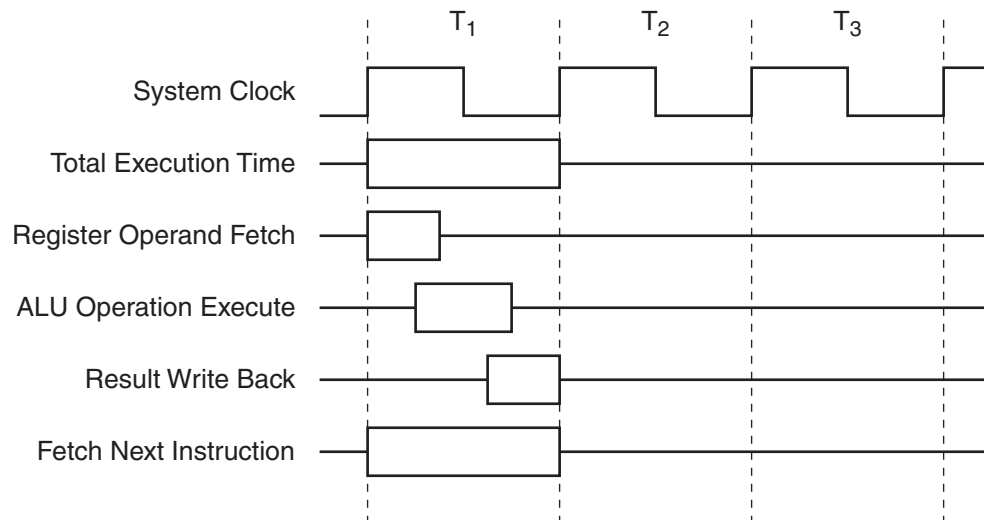 T₁ T₂ T₃
System Clock
Total Execution Time
Register Operand Fetch
ALU Operation Execute
Result Write Back
Fetch Next Instruction